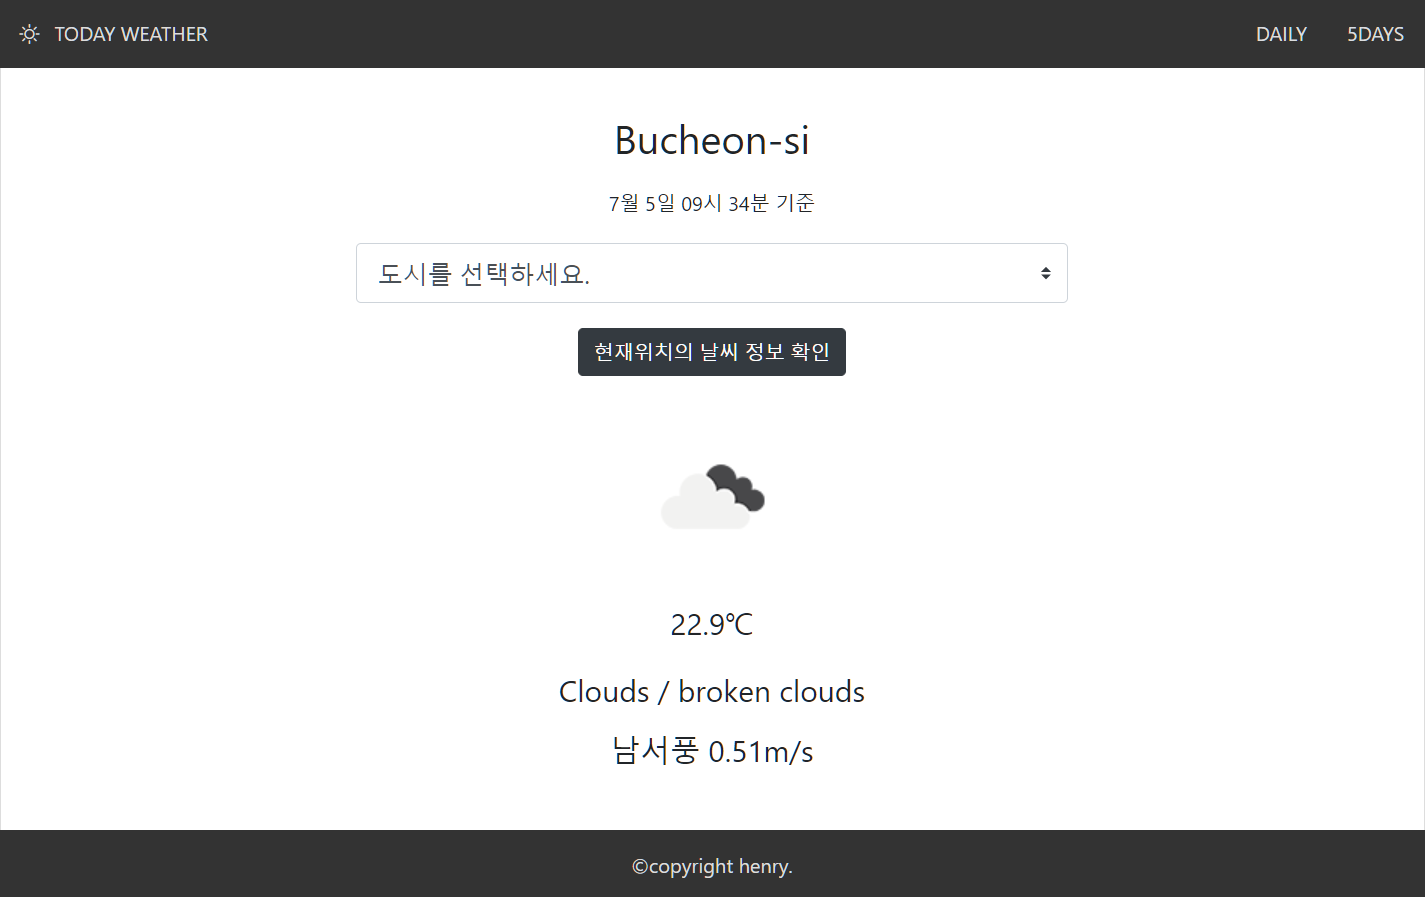 TODAY WEATHER
DAILY
5DAYS
Bucheon-si
7월 5일 09시 34분 기준
도시를 선택하세요.
현재위치의 날씨 정보 확인
22.9℃
Clouds / broken clouds
남서풍 0.51m/s
©copyright henry.